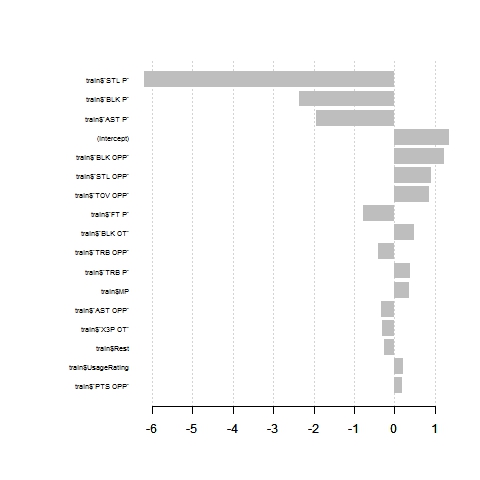 train$`STL P`
train$`BLK P`
train$`AST P`
(Intercept)
train$`BLK OPP`
train$`STL OPP`
train$`TOV OPP`
train$`FT P`
train$`BLK OT`
train$`TRB OPP`
train$`TRB P`
train$MP
train$`AST OPP`
train$`X3P OT`
train$Rest
train$UsageRating
train$`PTS OPP`
-6 -5 -4 -3 -2 -1 0 1